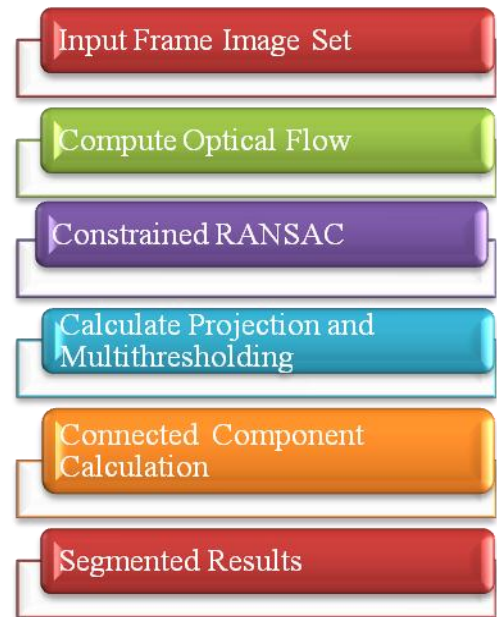 Input Frame Image Set
Compute Optical Flow
Constrained RANSAC
Calculate Projection and
Multithresholding
Connected Component
Calculation
Segmented Results